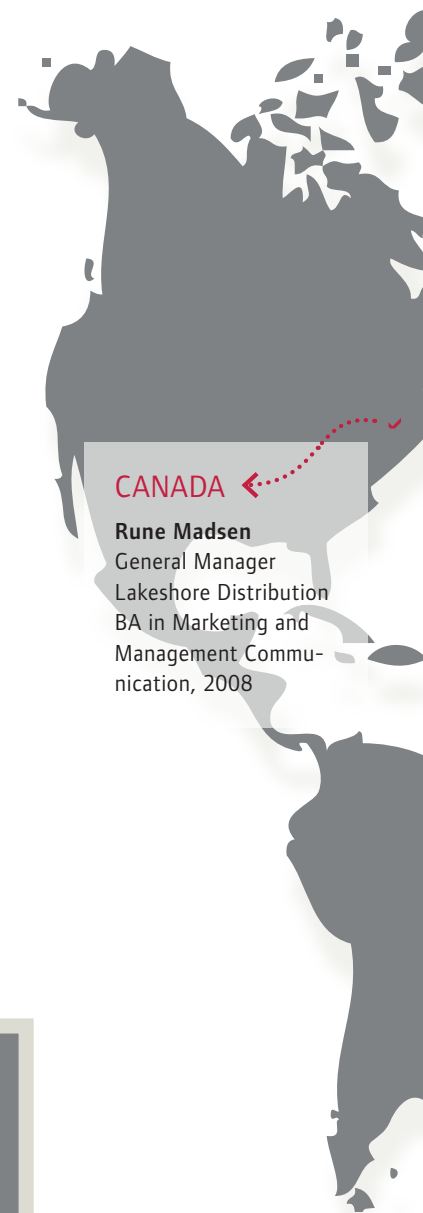 CANADA
Rune Madsen
General Manager
Lakeshore Distribution
BA in Marketing and
Management Commu-
nication, 2008